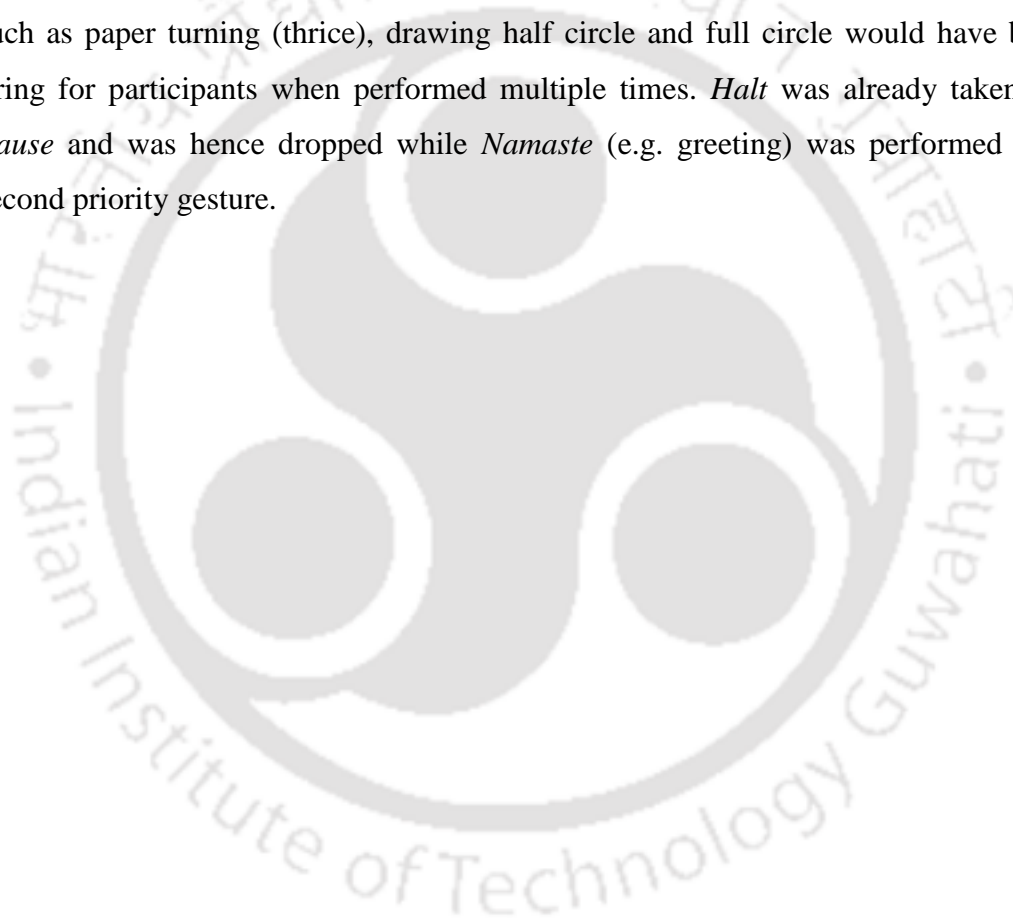 uch as paper turning (thrice), drawing half circle and full circle would have b
ring for participants when performed multiple times. Halt was already taken
ause and was hence dropped while Namaste (e.g. greeting) was performed
econd priority gesture.
Indian Institute of Technology Guwahati